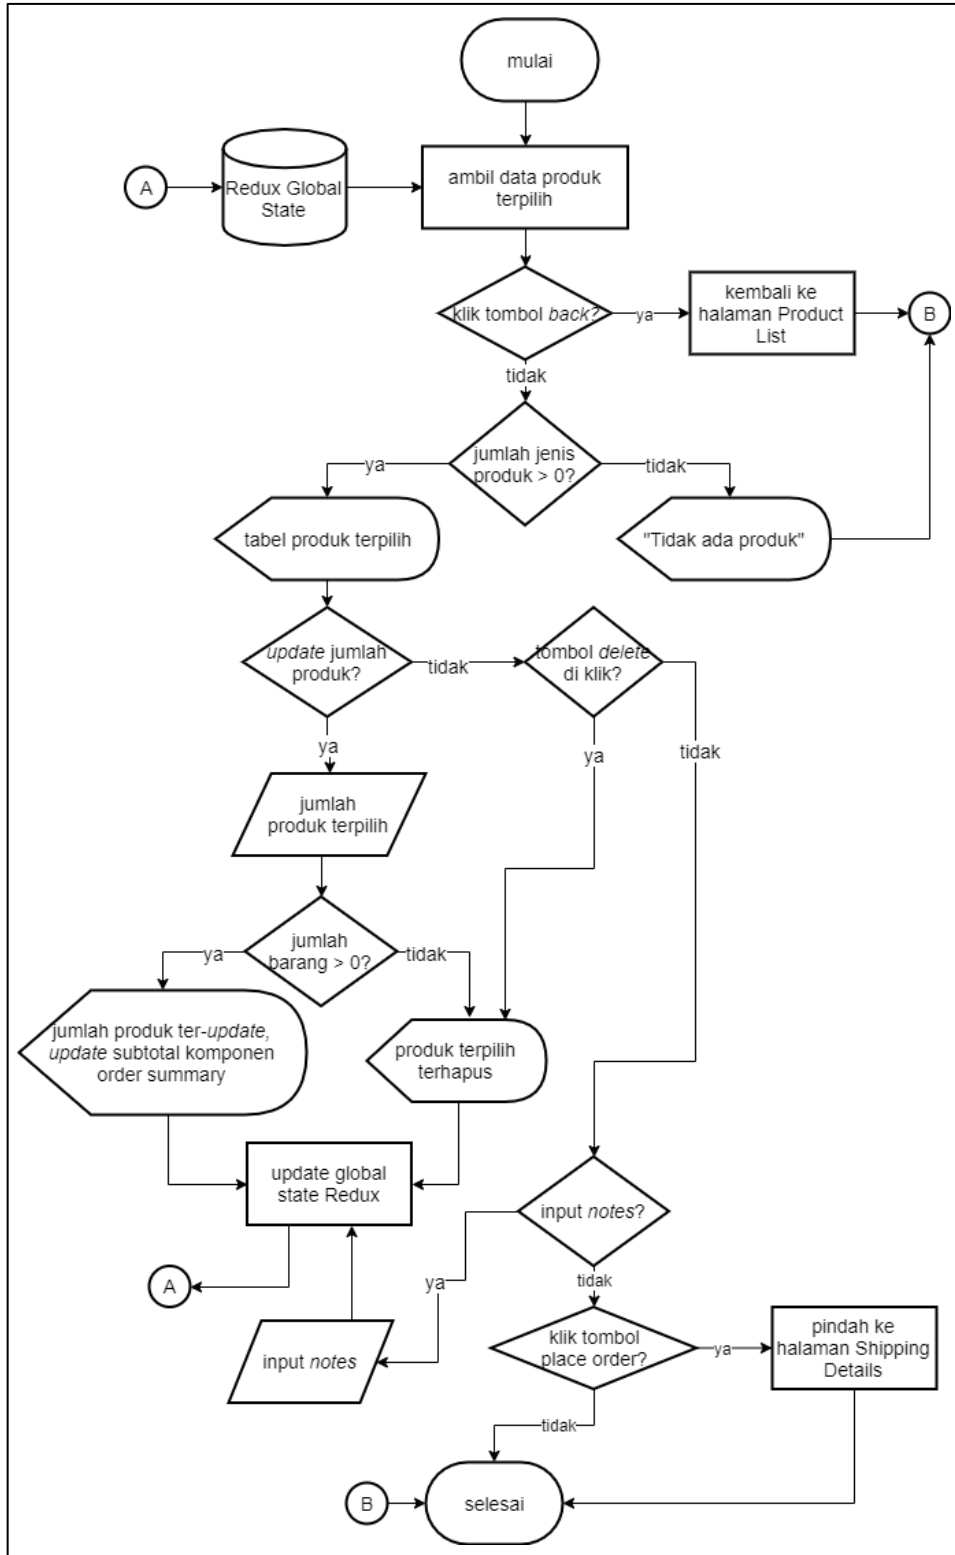 mulai
A
Redux Global
State
ambil data produk
terpilih
klik tombol back?
ya
kembali ke
halaman Product
List
B
tidak
jumlah jenis
produk > 0?
ya
tidak
tabel produk terpilih
"Tidak ada produk"
update jumlah
produk?
tidak
tombol delete
di klik?
ya
ya
tidak
jumlah
produk terpilih
jumlah
barang > 0?
ya
tidak
jumlah produk ter-update,
update subtotal komponen
order summary
produk terpilih
terhapus
update global
state Redux
input notes?
A
ya
tidak
input notes
klik tombol
place order?
ya
pindah ke
halaman Shipping
Details
tidak
B
selesai